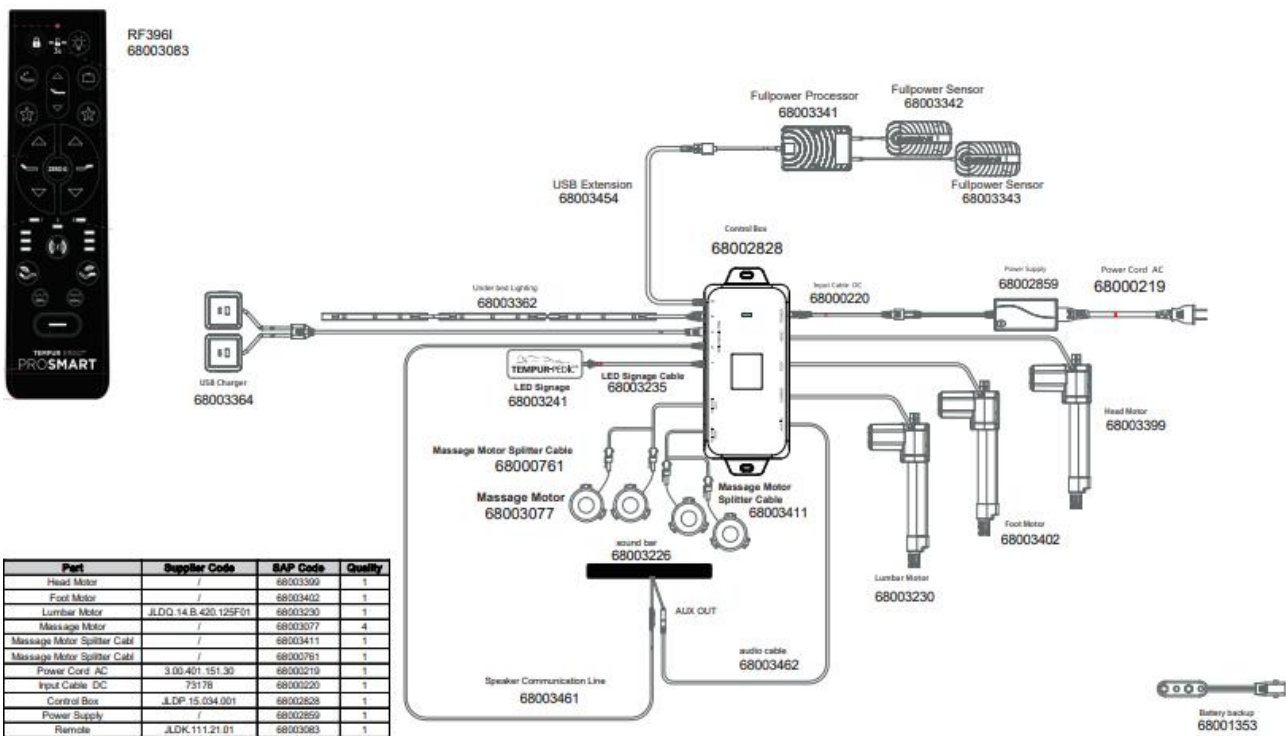 RF396I
68003083
3s
ZERO G
TEMPUR
PROSMART
Fullpower Processor
68003341
Fullpower Sensor
68003342
Fullpower Sensor
68003343
USB Extension
68003454
Control Box
68002828
Under bed Lighting
68003362
Input Cable DC
68000220
Power Supply
68002859
Power Cord AC
68000219
USB Charger
68003364
TEMPUR-PEDIC
LED Signage
68003241
LED Signage Cable
68003235
Head Motor
68003399
Massage Motor Splitter Cable
68000761
Massage Motor
68003077
Massage Motor
Splitter Cable
68003411
Foot Motor
68003402
sound bar
68003226
Lumbar Motor
68003230
AUX OUT
audio cable
68003462
Speaker Communication Line
68003461
Battery backup
68001353
Part Supplier Code SAP Code Quality
Head Motor / 68003399 1
Foot Motor / 68003402 1
Lumbar Motor JLDQ.14.B.420.125F01 68003230 1
Massage Motor / 68003077 4
Massage Motor Splitter Cabl / 68003411 1
Massage Motor Splitter Cabl / 68000761 1
Power Cord AC 3.00.401.151.30 68000219 1
Input Cable DC 73178 68000220 1
Control Box JLDP.15.034.001 68002828 1
Power Supply / 68002859 1
Remote JLDK.111.21.01 68003083 1